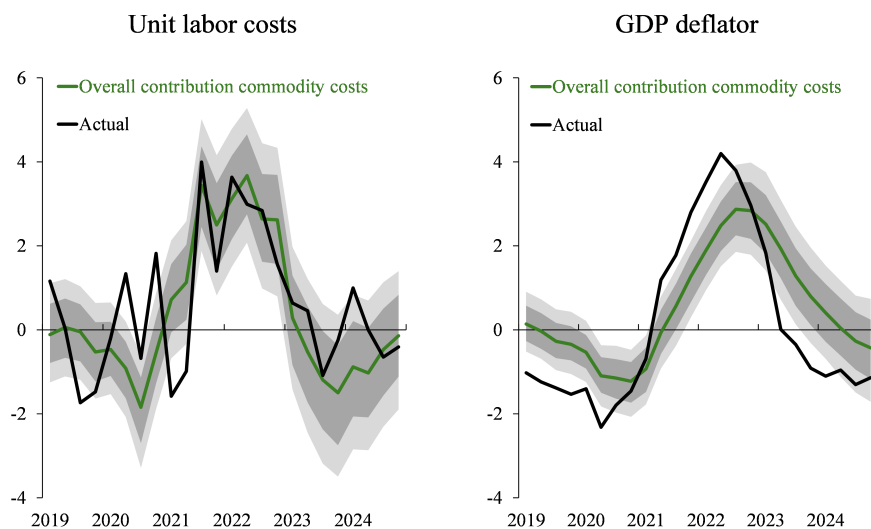 Unit labor costs
6
4
2
0
-2
-4
Overall contribution commodity costs
Actual
2019 2020 2021 2022 2023 2024
GDP deflator
6
4
2
0
-2
-4
Overall contribution commodity costs
Actual
2019 2020 2021 2022 2023 2024